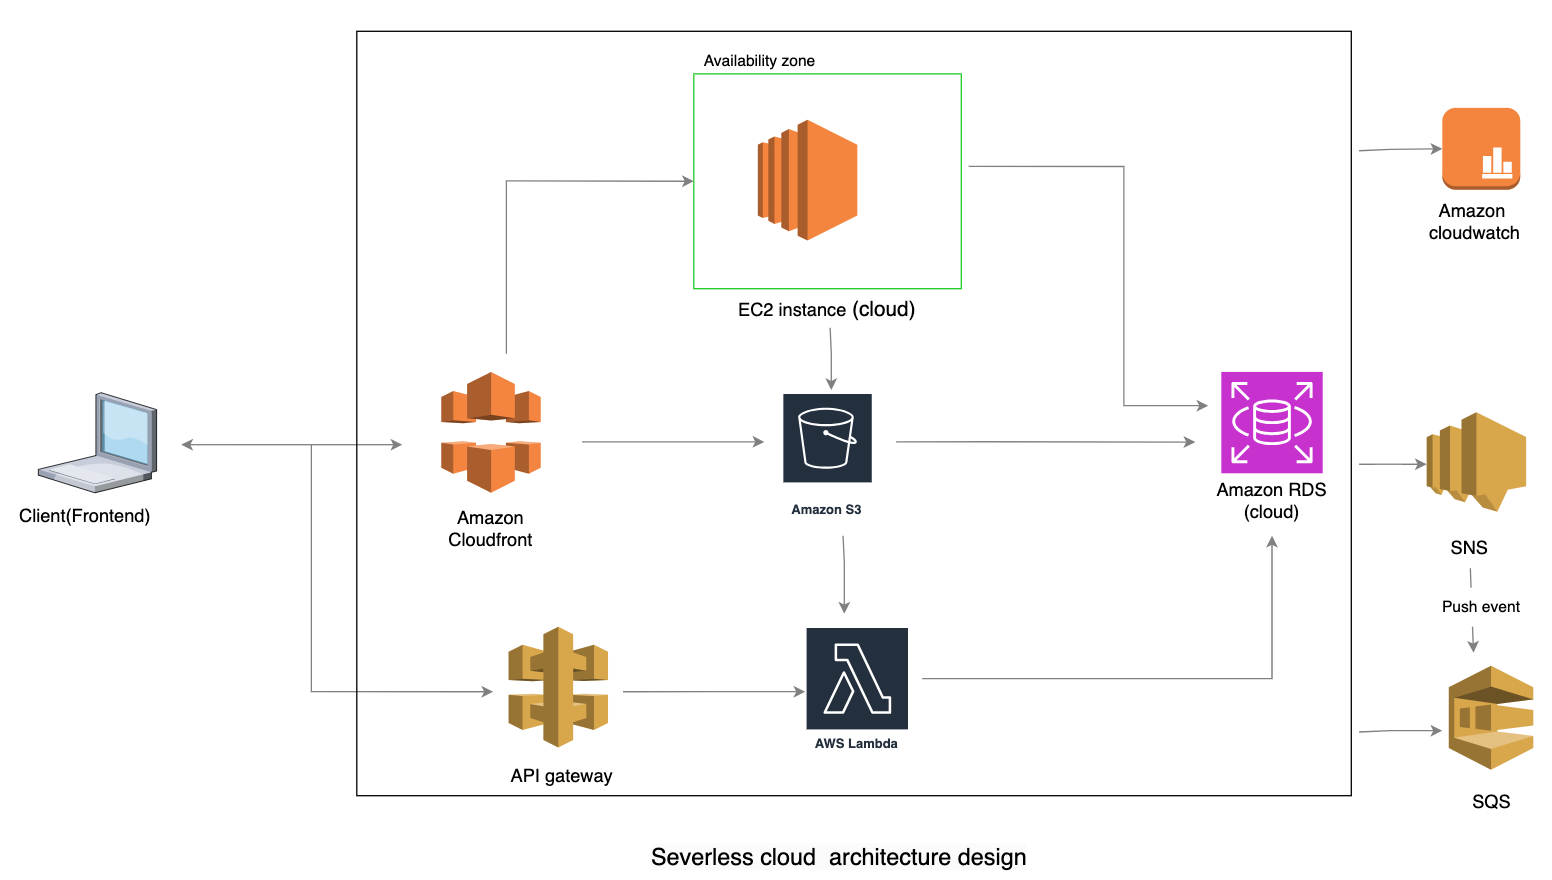 Availability zone
EC2 instance (cloud)
Amazon
cloudwatch
Client(Frontend)
Amazon
Cloudfront
Amazon S3
Amazon RDS
(cloud)
SNS
Push event
API gateway
AWS Lambda
SQS
Severless cloud  architecture design